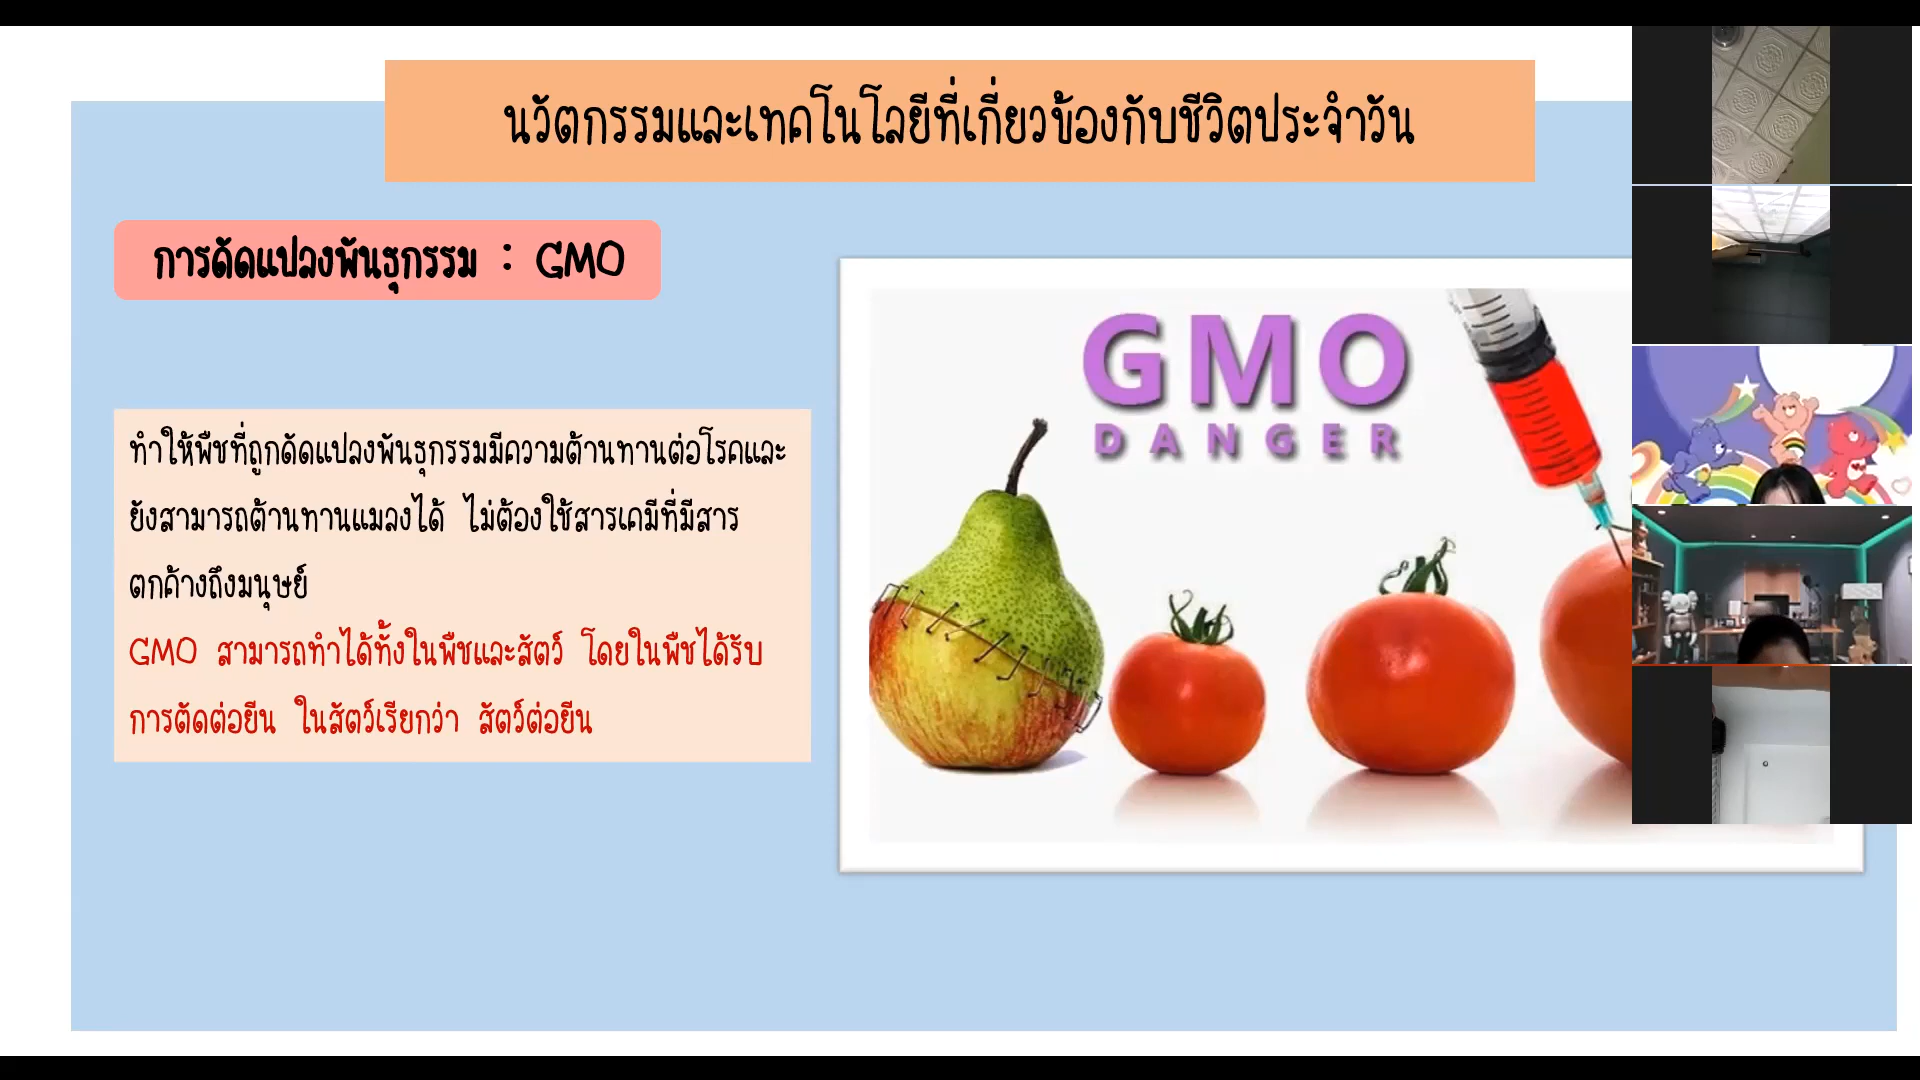 นวัตกรรมและเทคโนโลยีที่เกี่ยวข้องกับชีวิตประจำวัน
การดัดแปลงพันธุกรรม : GMO
ทำให้พืชที่ถูกดัดแปลงพันธุกรรมมีความต้านทานต่อโรคและ
ยังสามารถต้านทานแมลงได้ ไม่ต้องใช้สารเคมีที่มีสาร
ตกค้างถึงมนุษย์
GMO สามารถทำได้ทั้งในพืชและสัตว์ โดยในพืชได้รับ
การตัดต่อยีน ในสัตว์เรียกว่า สัตว์ต่อยีน
GMO
DANGER